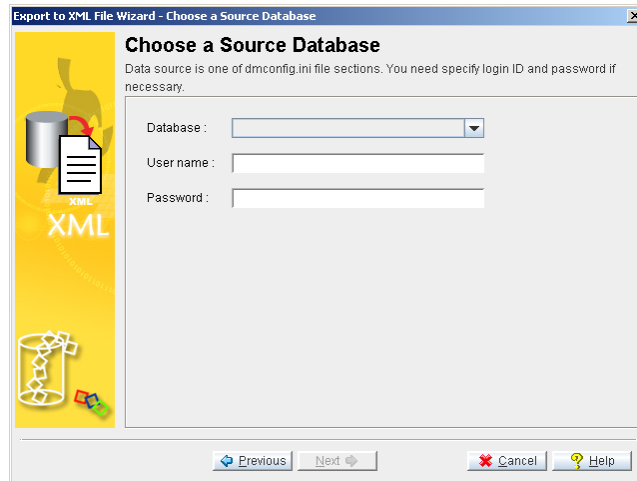 Export to XML File Wizard - Choose a Source Database
Choose a Source Database
Data source is one of dmconfig.ini file sections. You need specify login ID and password if
necessary.
Database :
User name :
Password :
XML
XML
Previous Next Cancel Help